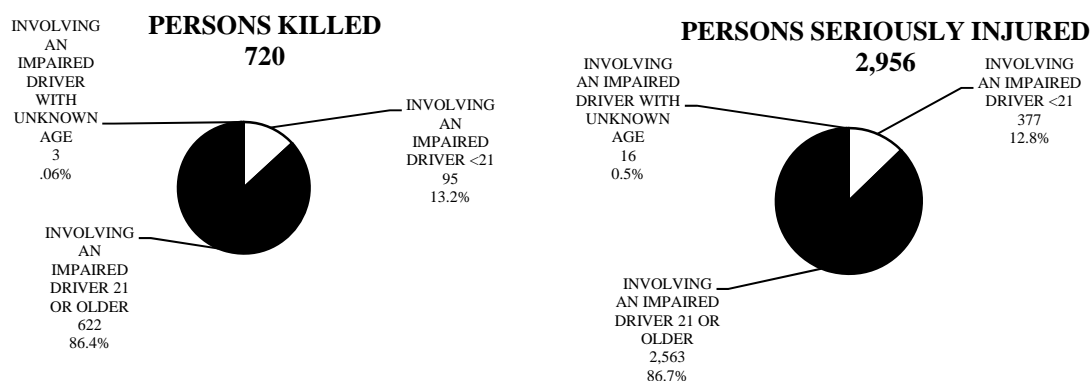 PERSONS KILLED
720
INVOLVING
AN
IMPAIRED
DRIVER
WITH
UNKNOWN
AGE
3
.06%
INVOLVING
AN
IMPAIRED
DRIVER <21
95
13.2%
INVOLVING
AN
IMPAIRED
DRIVER 21
OR OLDER
622
86.4%
PERSONS SERIOUSLY INJURED
2,956
INVOLVING
AN IMPAIRED
DRIVER WITH
UNKNOWN
AGE
16
0.5%
INVOLVING
AN IMPAIRED
DRIVER <21
377
12.8%
INVOLVING
AN IMPAIRED
DRIVER 21 OR
OLDER
2,563
86.7%